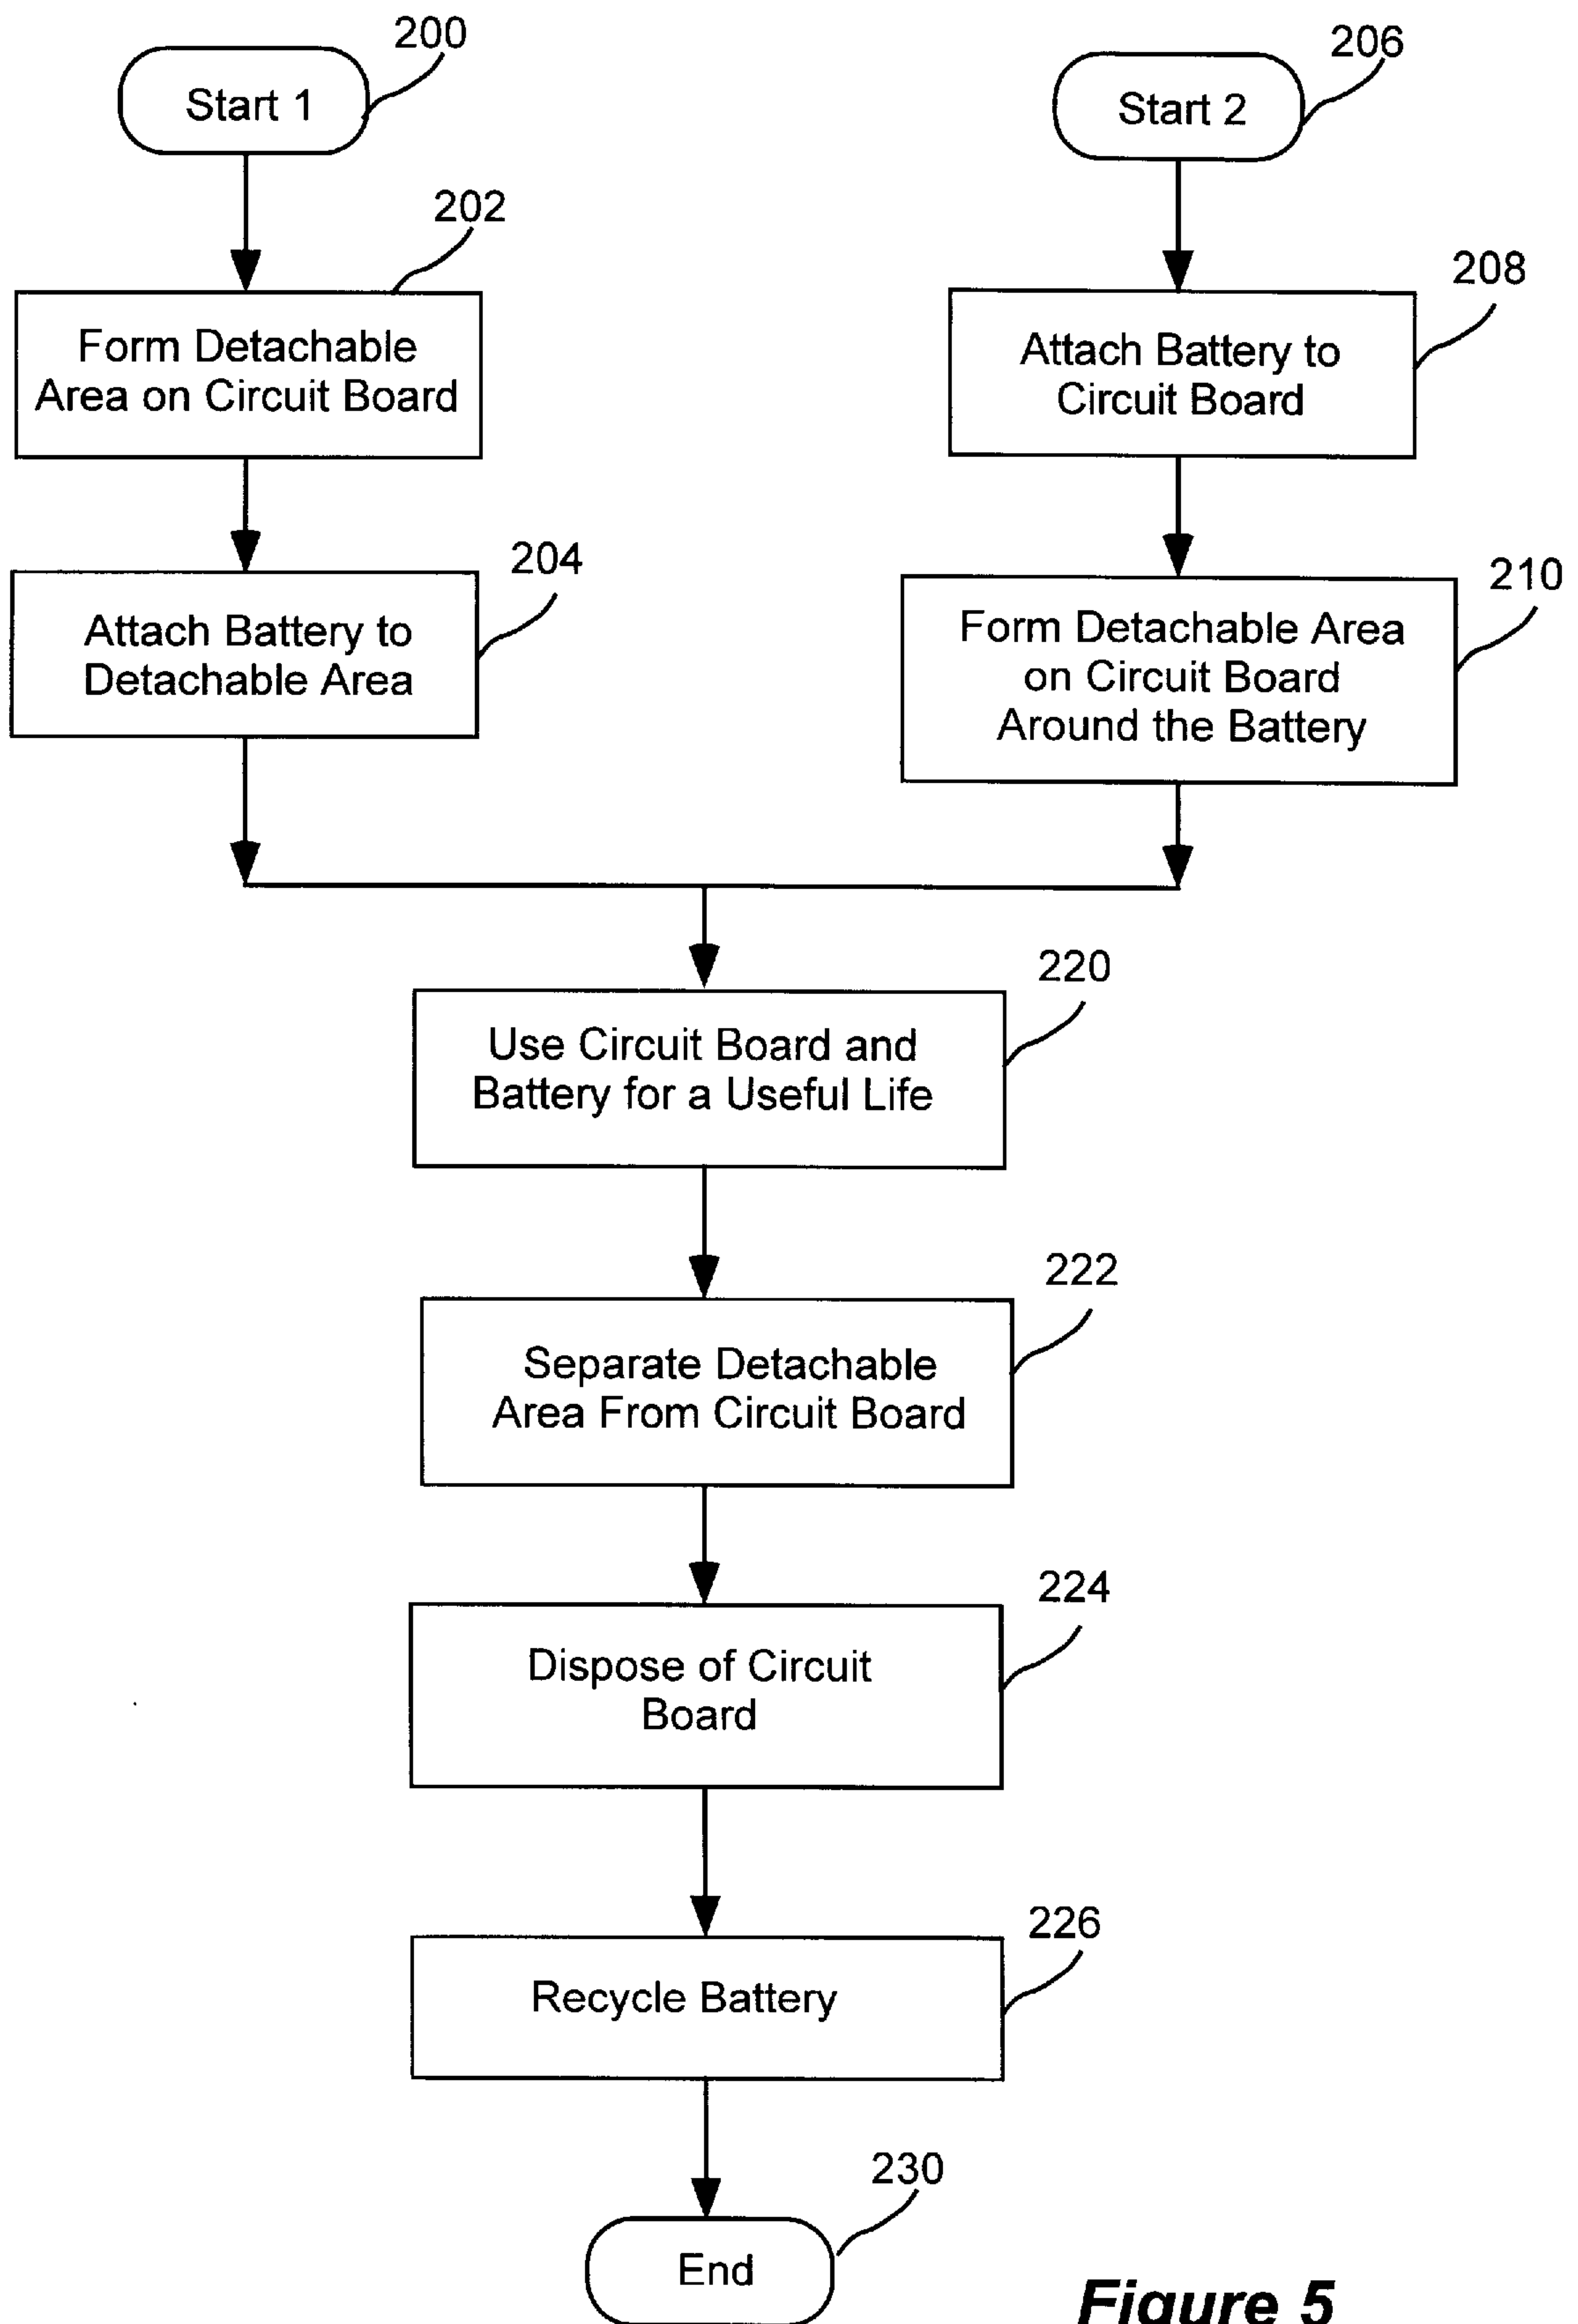 200
Start 1
206
Start 2
202
Form Detachable
Area on Circuit Board
208
Attach Battery to
Circuit Board
204
Attach Battery to
Detachable Area
210
Form Detachable Area
on Circuit Board
Around the Battery
220
Use Circuit Board and
Battery for a Useful Life
222
Separate Detachable
Area From Circuit Board
224
Dispose of Circuit
Board
226
Recycle Battery
230
End
Figure 5